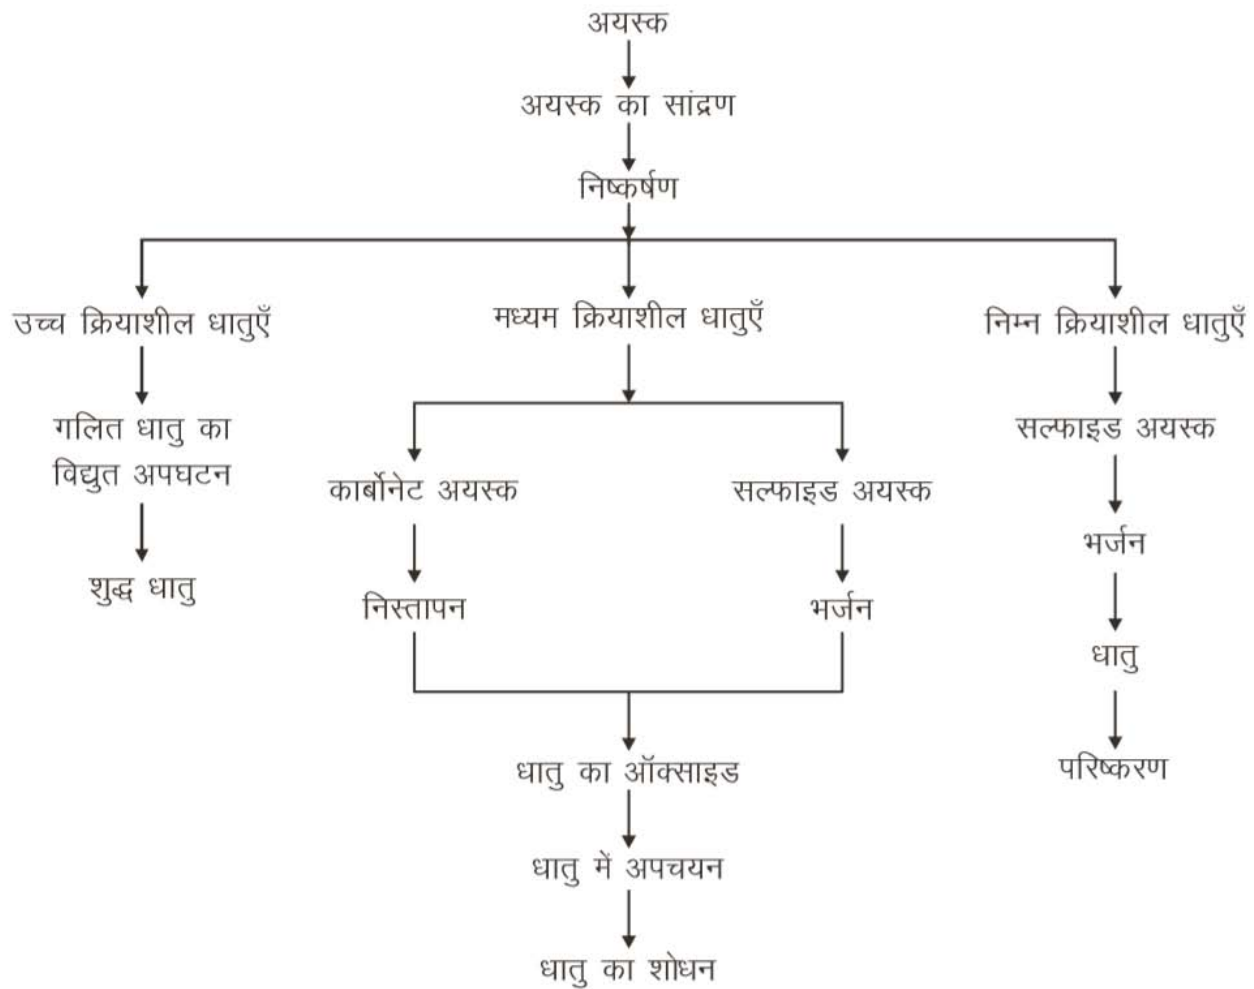 अयस्क
अयस्क का सांद्रण
निष्कर्षण
उच्च क्रियाशील धातुएँ
मध्यम क्रियाशील धातुएँ
निम्न क्रियाशील धातुएँ
गलित धातु का
विद्युत अपघटन
शुद्ध धातु
कार्बोनेट अयस्क
सल्फाइड अयस्क
निस्तापन
भर्जन
धातु का ऑक्साइड
धातु में अपचयन
धातु का शोधन
सल्फाइड अयस्क
भर्जन
धातु
परिष्करण